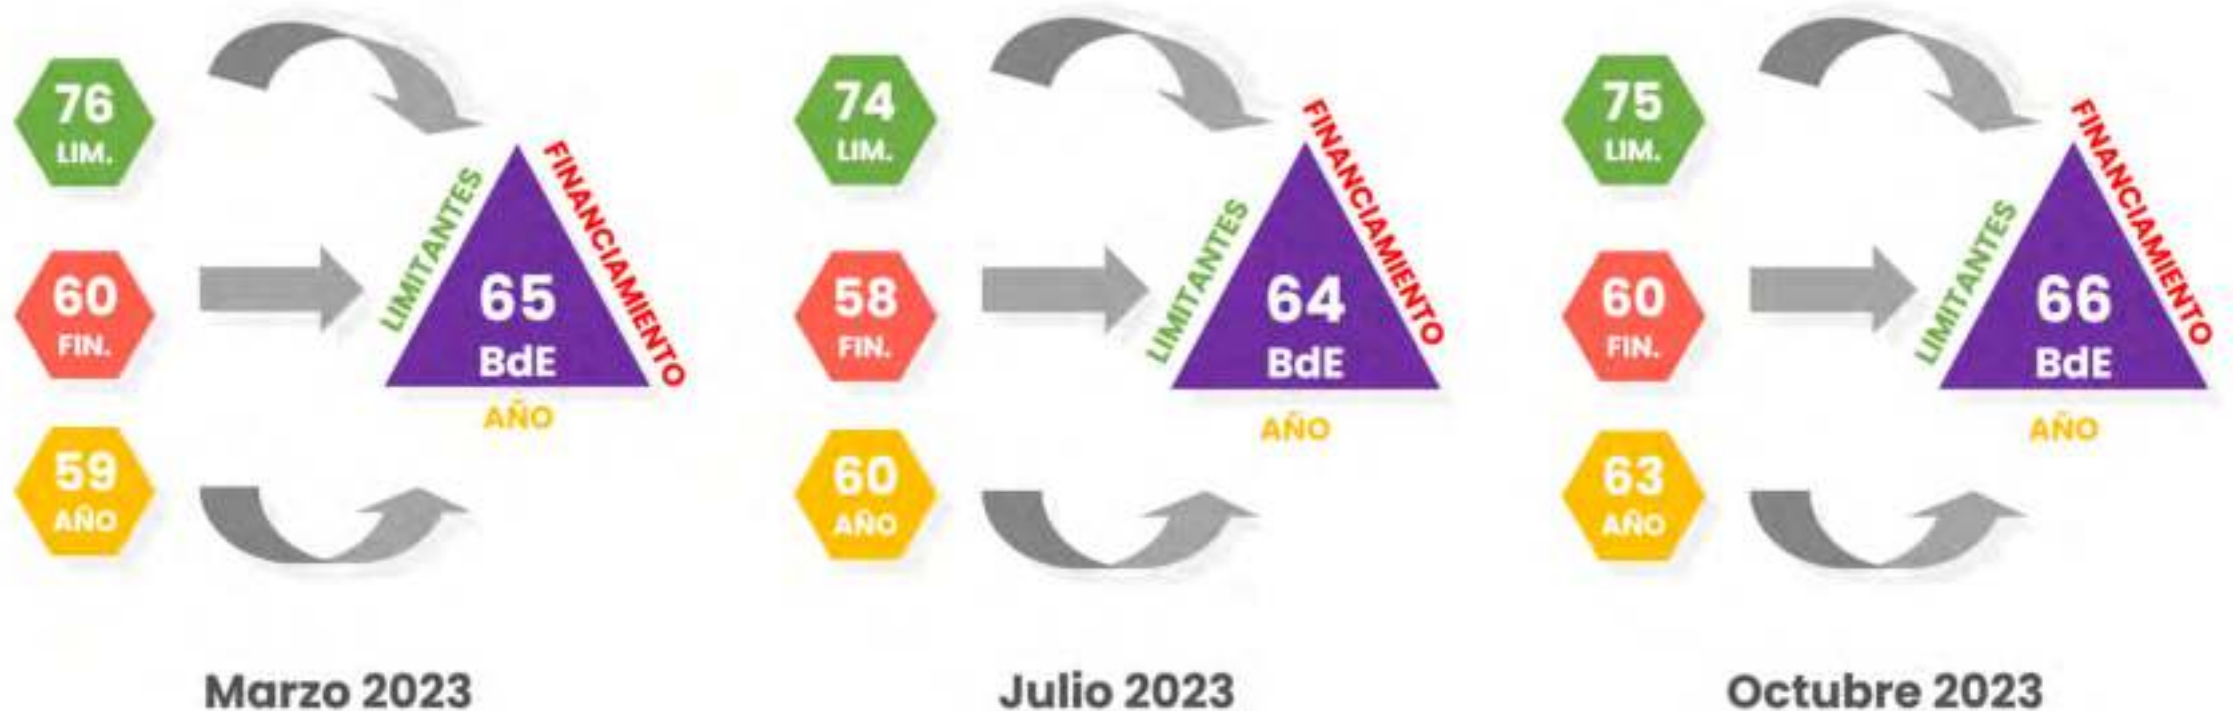 76
LIM.
60
FIN.
59
AÑO
LIMITANTES
FINANCIAMIENTO
65
BdE
AÑO
Marzo 2023
74
LIM.
58
FIN.
60
AÑO
LIMITANTES
FINANCIAMIENTO
64
BdE
AÑO
Julio 2023
75
LIM.
60
FIN.
63
AÑO
LIMITANTES
FINANCIAMIENTO
66
BdE
AÑO
Octubre 2023